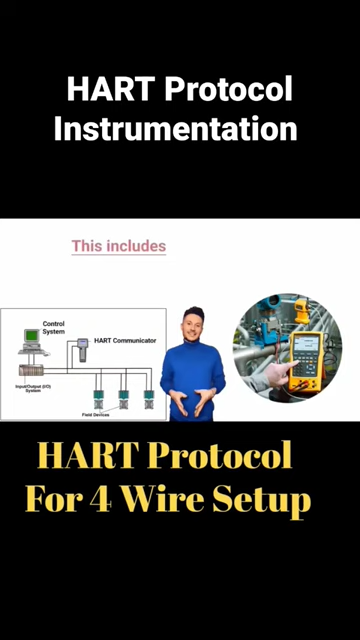 HART Protocol
Instrumentation
This includes
Control
System
HART Communicator
Input/Output (I/O)
System
Field Devices
HART Protocol
For 4 Wire Setup